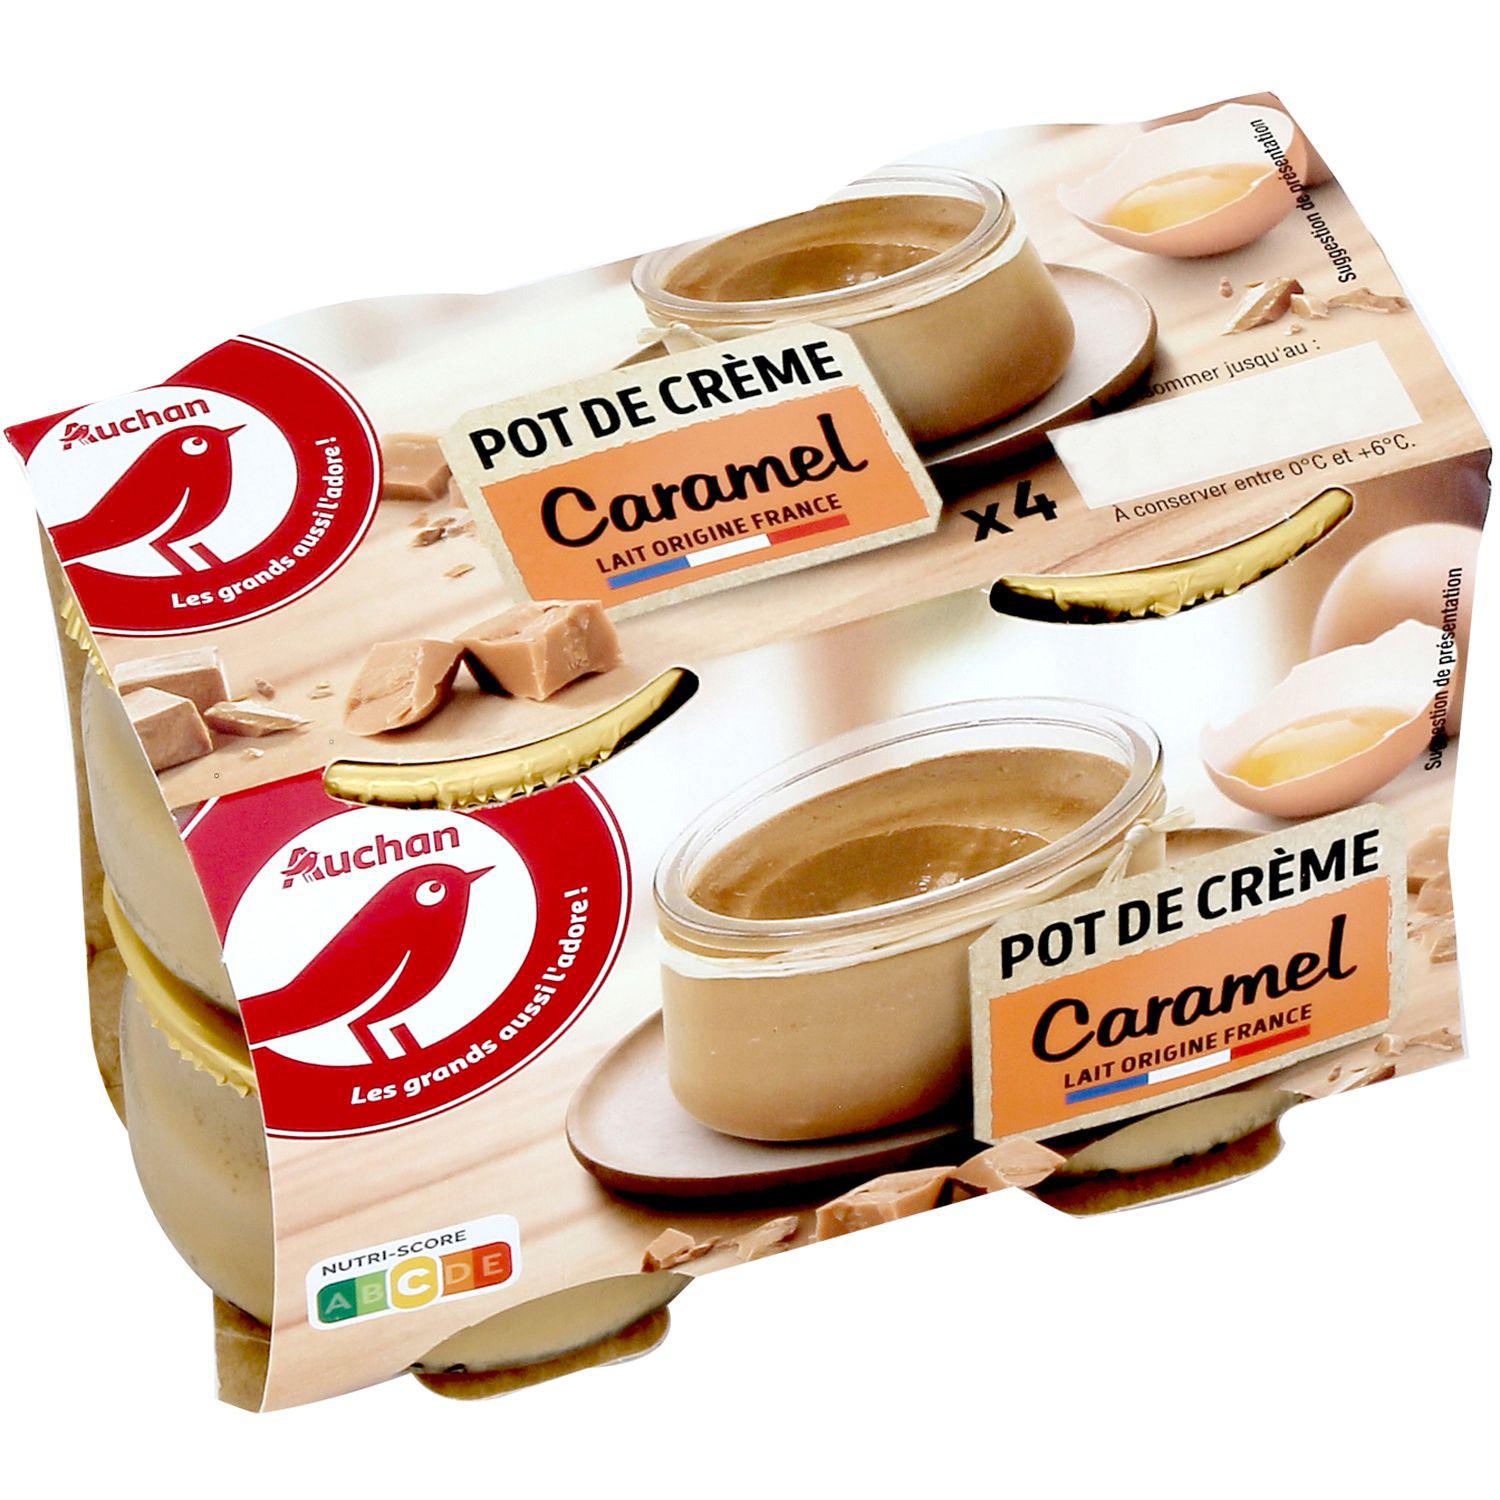 Auchan
Les grands aussi l'adore !
POT DE CRÈME
Caramel
LAIT ORIGINE FRANCE
x4
sommer jusqu'au :
À conserver entre 0°C et +6°C.
Suggestion de présentation
Auchan
Les grands aussi l'adore !
POT DE CRÈME
Caramel
LAIT ORIGINE FRANCE
Suggestion de présentation
NUTRI-SCORE
A B C D E